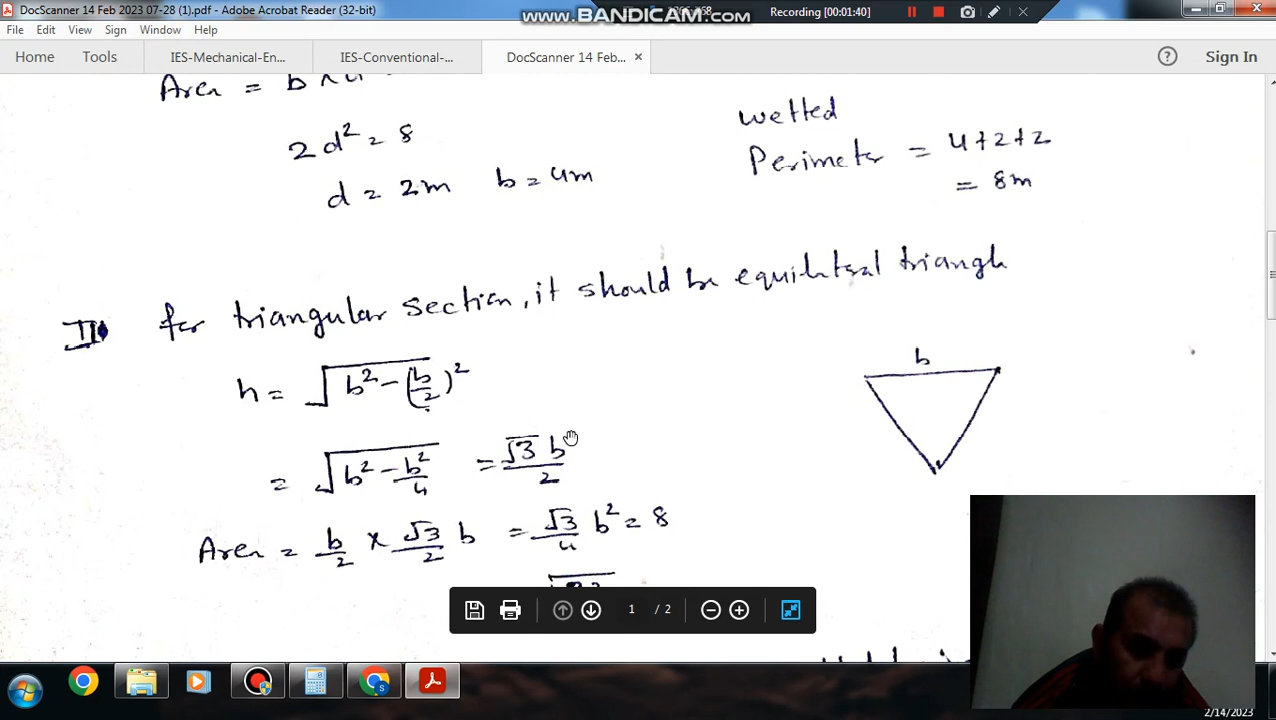 DocScanner 14 Feb 2023 07-28 (1).pdf - Adobe Acrobat Reader (32-bit)
www.BANDICAM.com
Recording [00:01:40]
File Edit View Sign Window Help
Home Tools IES-Mechanical-En... IES-Conventional-... DocScanner 14 Feb... × Sign In
Area = b
2d² = 8
d = 2m b = 4m
wetted
Perimeter = 4+2+2
= 8m
II for triangular section, it should be equilateral triangle
h = √b² - (b/2)²
b
= √b² - b²/4 = √3 b/2
Area = b/2 × √3/2 b = √3/4 b² = 8
1 / 2
2/14/2023